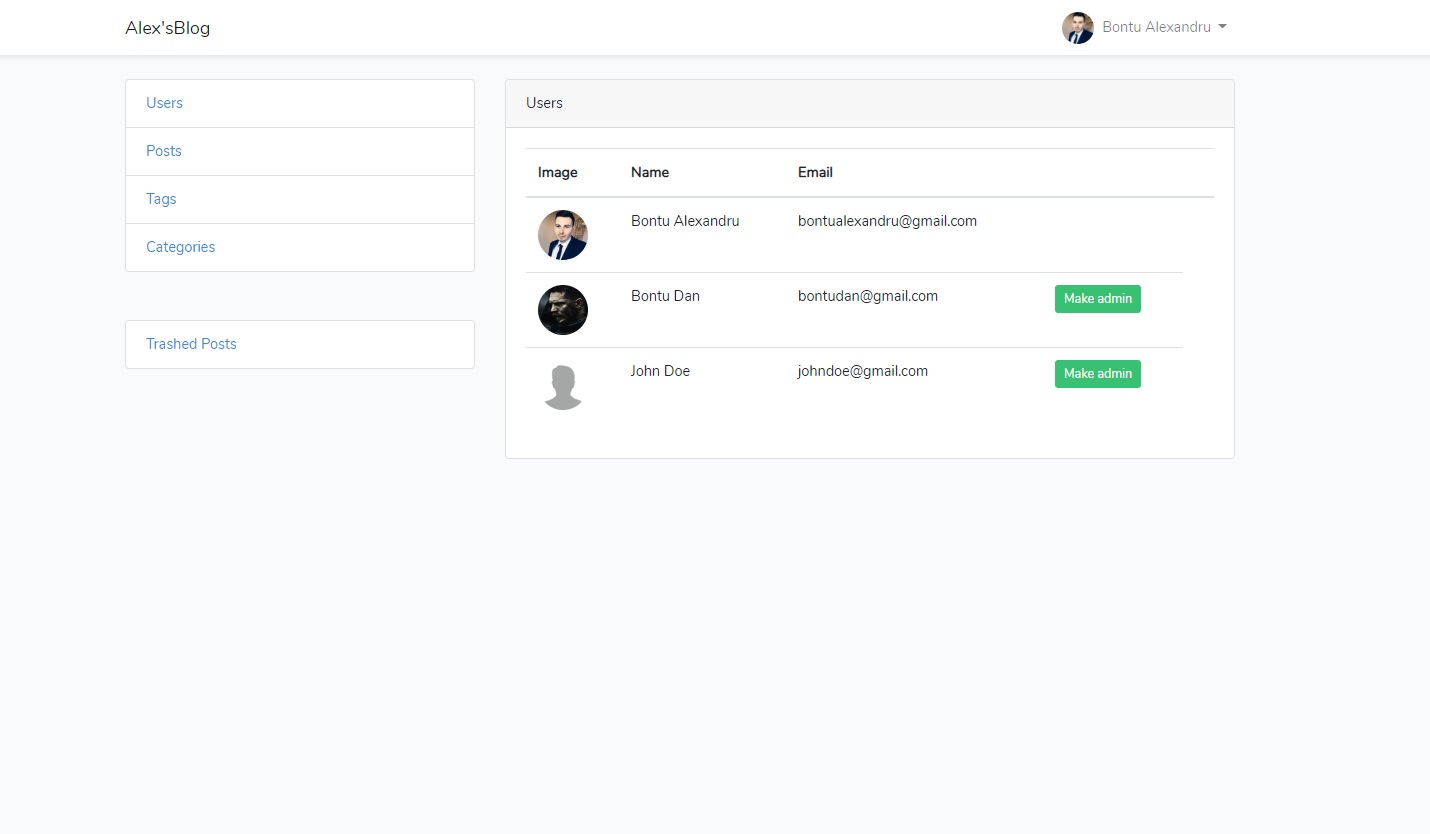 Alex'sBlog
Bontu Alexandru
Users
Posts
Tags
Categories
Trashed Posts
Users
Image Name Email
Bontu Alexandru bontualexandru@gmail.com
Bontu Dan bontudan@gmail.com Make admin
John Doe johndoe@gmail.com Make admin